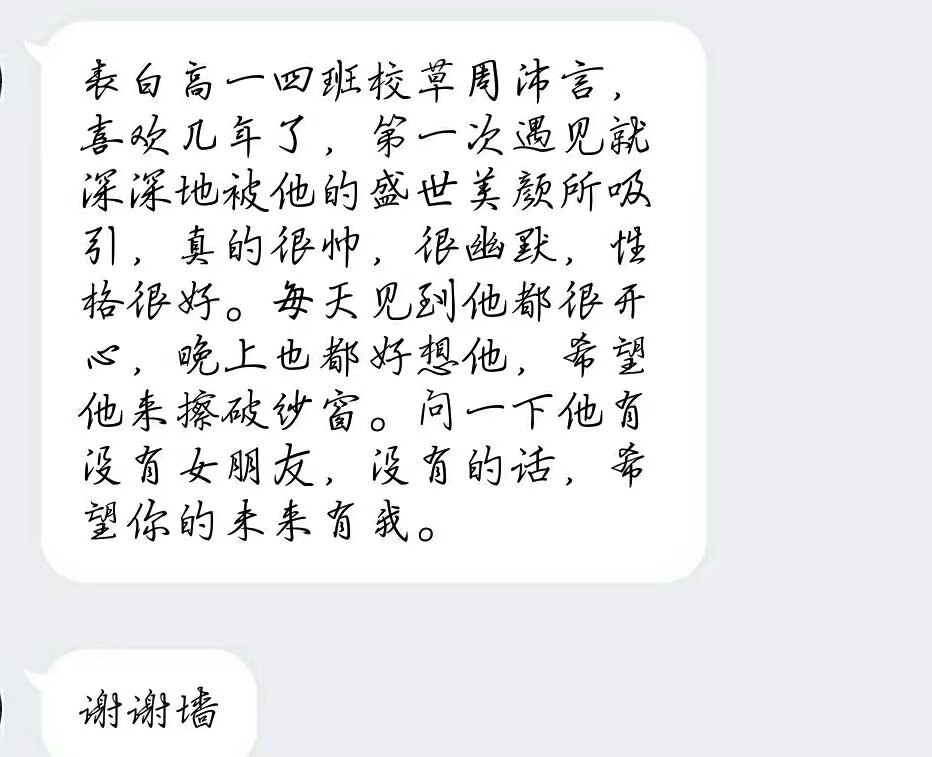 表白高一四班校草周沛言，
喜欢几年了，第一次遇见就
深深地被他的盛世美颜所吸
引，真的很帅，很幽默，性
格很好。每天见到他都很开
心，晚上也都好想他，希望
他来擦破纱窗。问一下他有
没有女朋友，没有的话，希
望你的未来有我。
谢谢墙